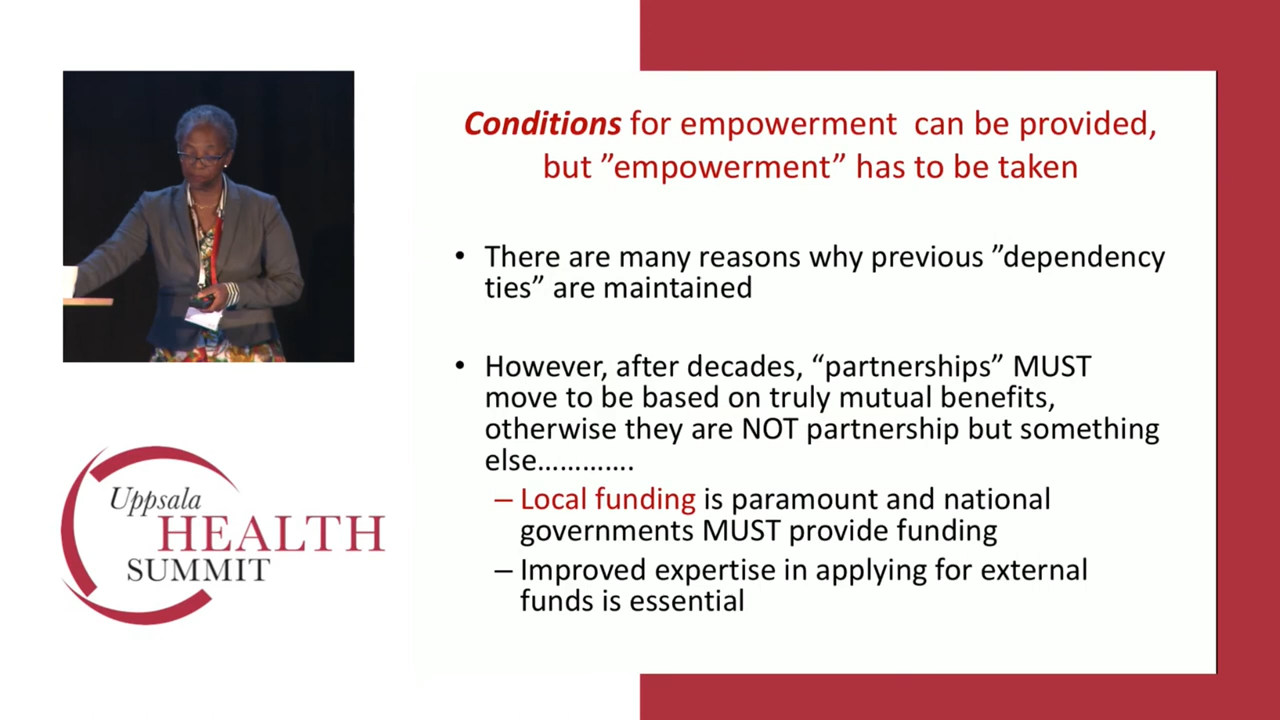 Conditions for empowerment can be provided,
but ”empowerment” has to be taken
• There are many reasons why previous ”dependency
ties” are maintained
• However, after decades, “partnerships” MUST
move to be based on truly mutual benefits,
otherwise they are NOT partnership but something
else………….
– Local funding is paramount and national
governments MUST provide funding
– Improved expertise in applying for external
funds is essential
Uppsala
HEALTH
SUMMIT